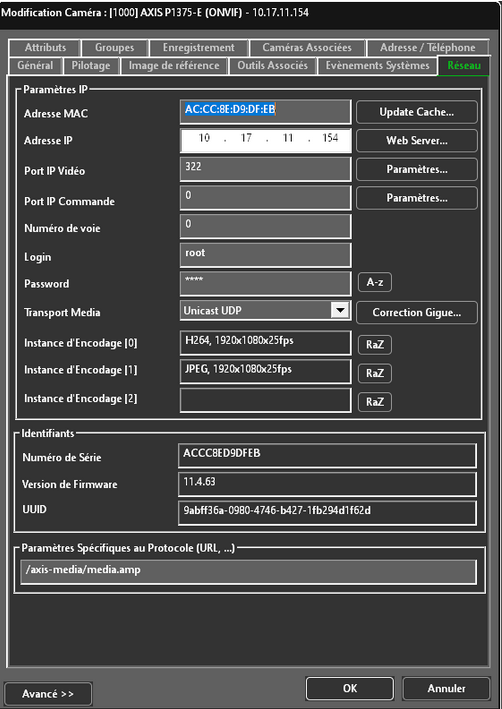 Modification Caméra : [1000] AXIS P1375-E (ONVIF) - 10.17.11.154
Attributs Groupes Enregistrement Caméras Associées Adresse / Téléphone
Général Pilotage Image de référence Outils Associés Evènements Systèmes Réseau
Paramètres IP
Adresse MAC AC:CC:8E:D9:DF:EB Update Cache...
Adresse IP 10 . 17 . 11 . 154 Web Server...
Port IP Vidéo 322 Paramètres...
Port IP Commande 0 Paramètres...
Numéro de voie 0
Login root
Password **** A-z
Transport Media Unicast UDP Correction Gigue...
Instance d'Encodage [0] H264, 1920x1080x25fps RaZ
Instance d'Encodage [1] JPEG, 1920x1080x25fps RaZ
Instance d'Encodage [2] RaZ
Identifiants
Numéro de Série ACCC8ED9DFEB
Version de Firmware 11.4.63
UUID 9abff36a-0980-4746-b427-1fb294d1f62d
Paramètres Spécifiques au Protocole (URL, ...)
/axis-media/media.amp
Avancé >> OK Annuler